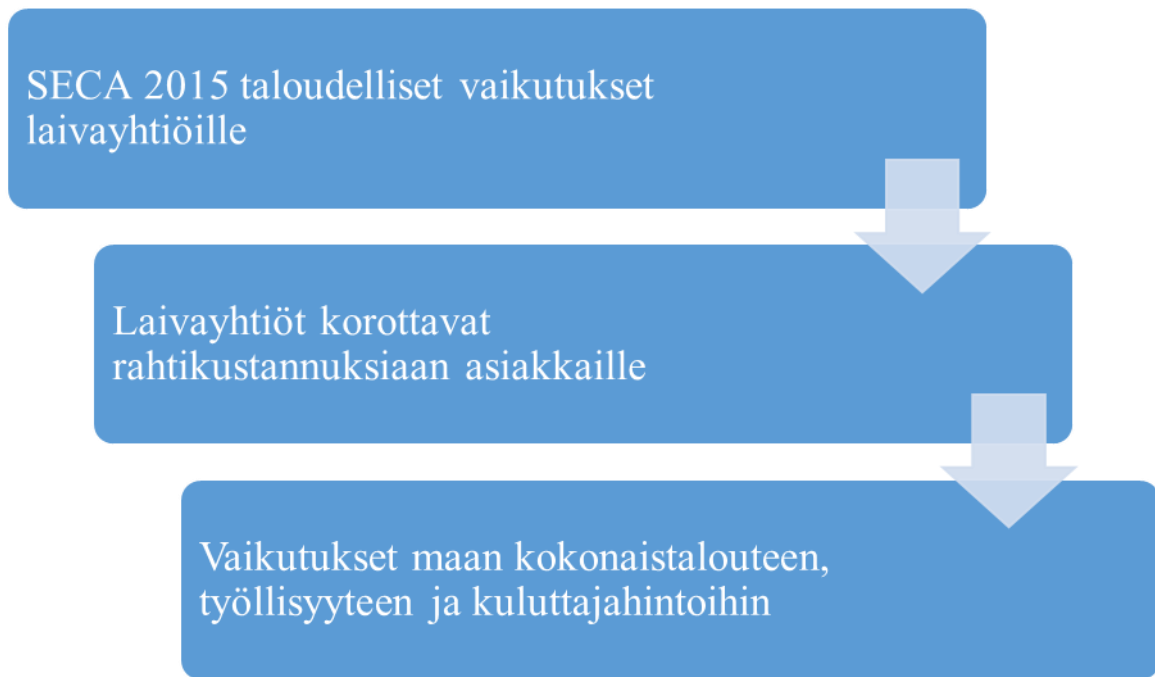 SECA 2015 taloudelliset vaikutukset
laivayhtiöille
Laivayhtiöt korottavat
rahtikustannuksiaan asiakkaille
Vaikutukset maan kokonaistalouteen,
työllisyyteen ja kuluttajahintoihin